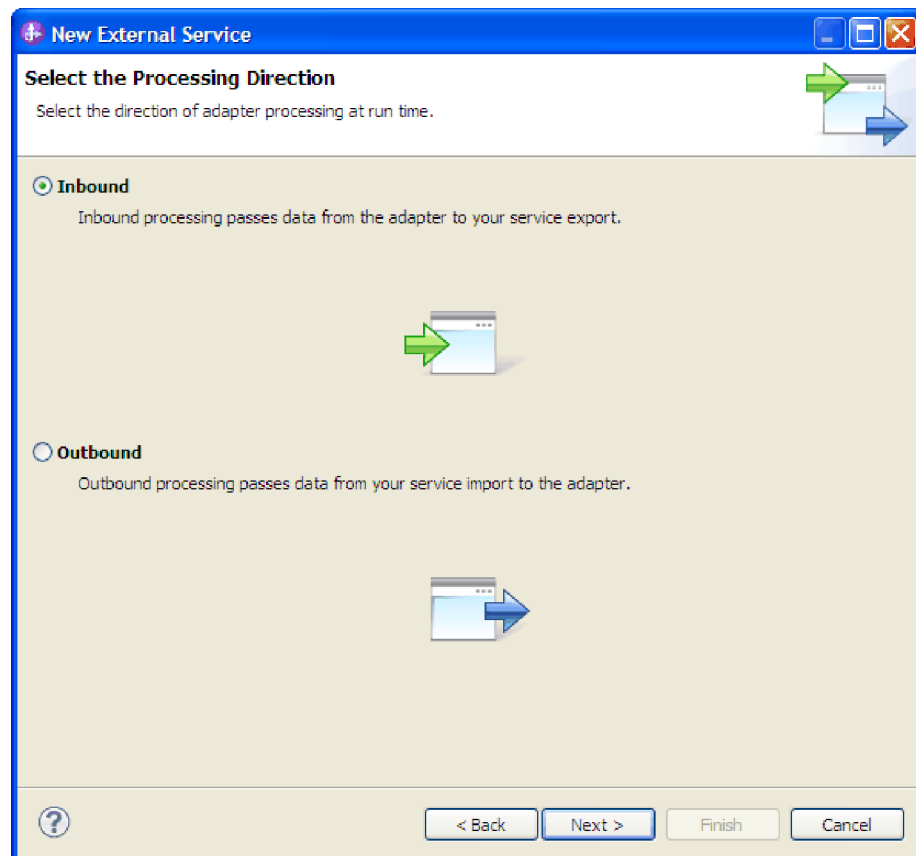 New External Service
Select the Processing Direction
Select the direction of adapter processing at run time.
Inbound
Inbound processing passes data from the adapter to your service export.
Outbound
Outbound processing passes data from your service import to the adapter.
?
< Back
Next >
Finish
Cancel